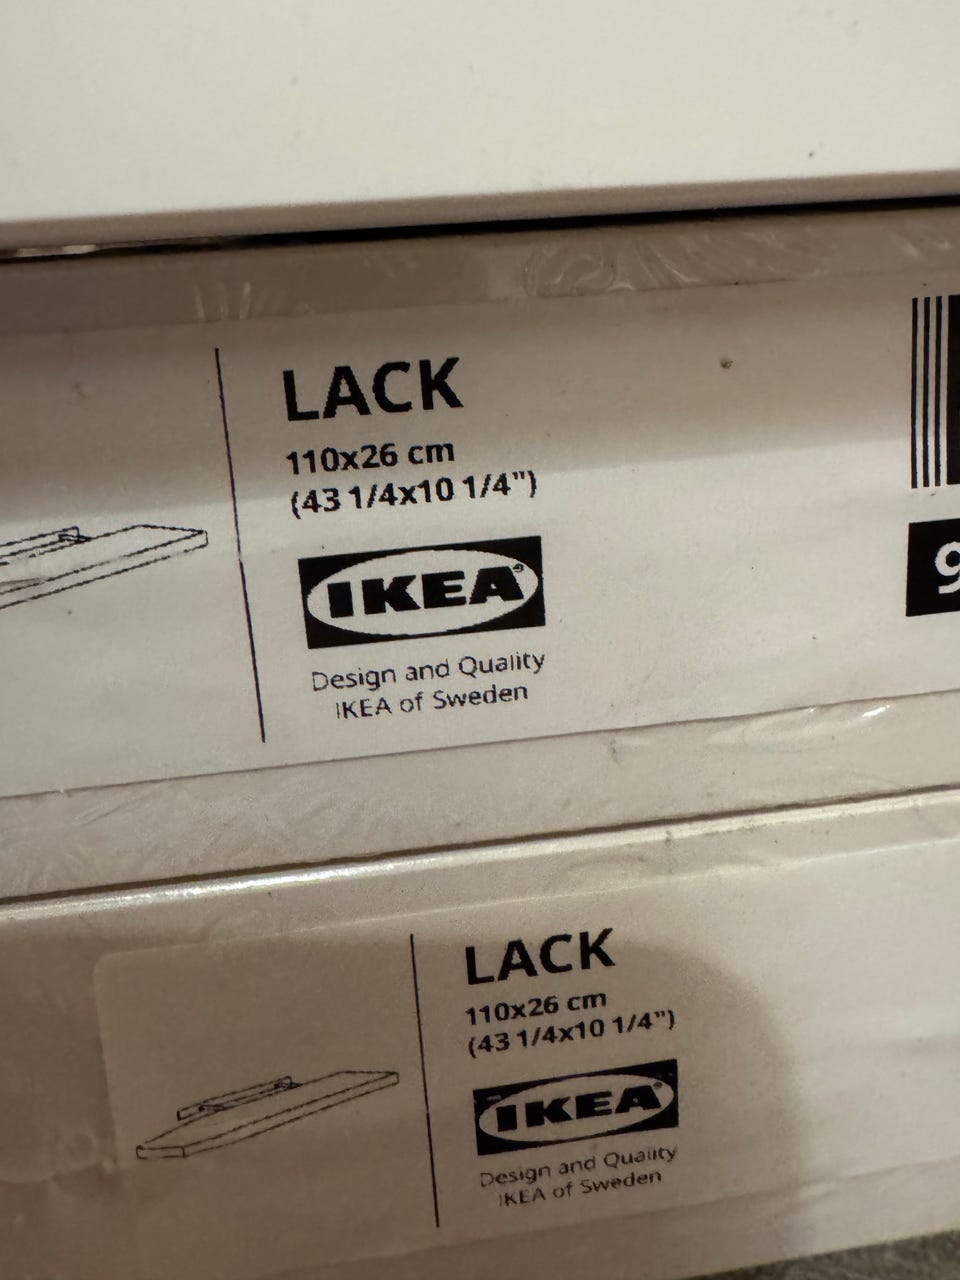 LACK
110x26 cm
(43 1/4x10 1/4")
IKEA®
Design and Quality
IKEA of Sweden
9
LACK
110x26 cm
(43 1/4x10 1/4")
IKEA®
Design and Quality
IKEA of Sweden